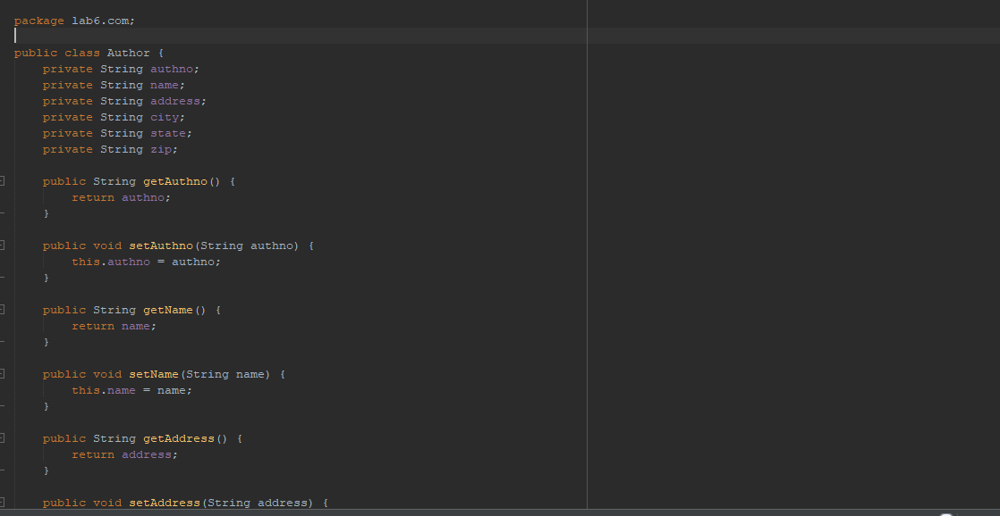 package lab6.com;
public class Author {
private String authno;
private String name;
private String address;
private String city;
private String state;
private String zip;
public String getAuthno() {
return authno;
}
public void setAuthno(String authno) {
this.authno = authno;
}
public String getName() {
return name;
}
public void setName(String name) {
this.name = name;
}
public String getAddress() {
return address;
}
public void setAddress(String address) {